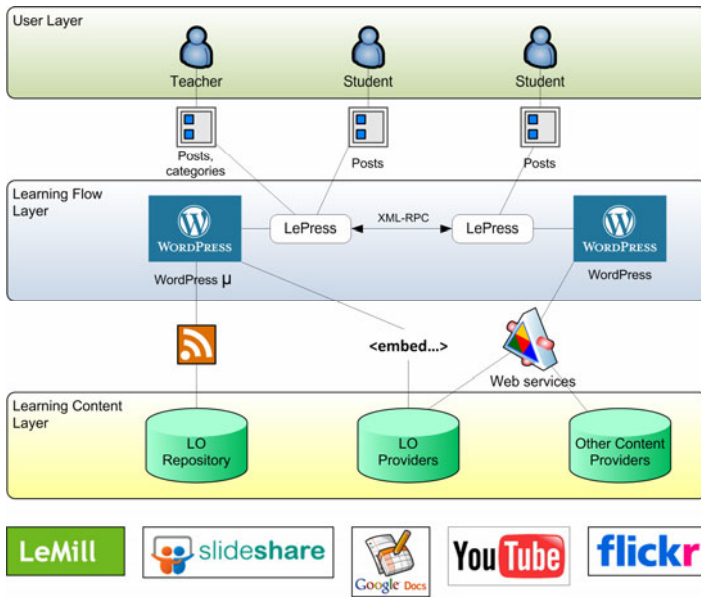 User Layer
Teacher
Student
Student
Posts,
categories
Posts
Posts
Learning Flow
Layer
WORDPRESS
LePress
XML-RPC
LePress
WORDPRESS
WordPress µ
WordPress
<embed...>
Web services
Learning Content
Layer
LO
Repository
LO
Providers
Other Content
Providers
LeMill
slideshare
Google Docs
YouTube
flickr